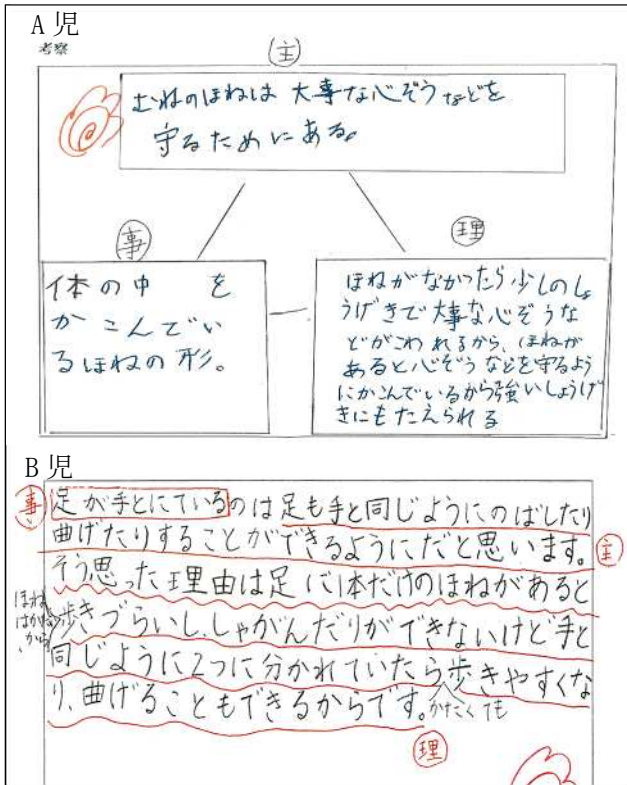 A児
考察
主
むねのほねは 大事な心ぞうなどを
守るためにある。
事
体の中 を
かこんでい
るほねの形。
理
ほねがなかったら少しのしょ
うげきで大事な心ぞうな
どがこわれるから、ほねが
あると心ぞうなどを守るよう
にかこんでいるから強いしょうげ
きにもたえられる
B児
事
足が手とにているのは足も手と同じようにのばしたり
曲げたりすることができるようにだと思います。
主
そう思った理由は足に1本だけのほねがあると
歩きづらいし、しゃがんだりができないけど手と
同じように2つに分かれていたら歩きやすくな
り、曲げることもできるからです。
かたくても
理